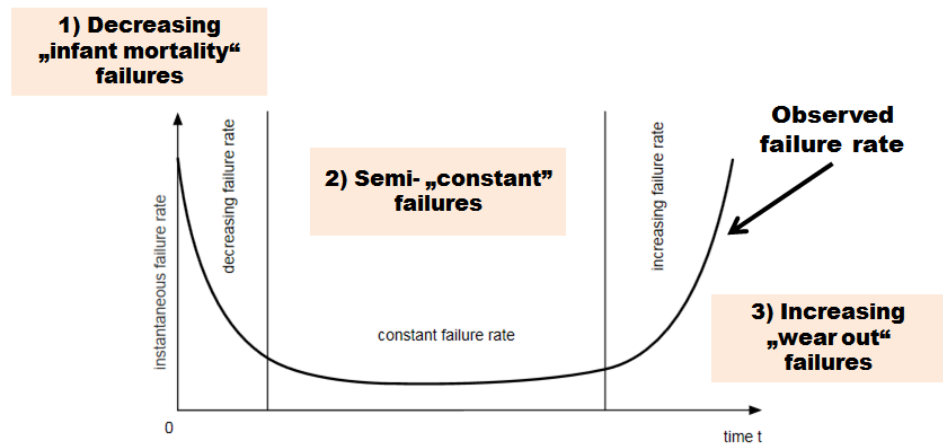 1) Decreasing
„infant mortality“
failures
instantaneous failure rate
decreasing failure rate
2) Semi- „constant”
failures
constant failure rate
increasing failure rate
Observed
failure rate
3) Increasing
„wear out“
failures
0
time t